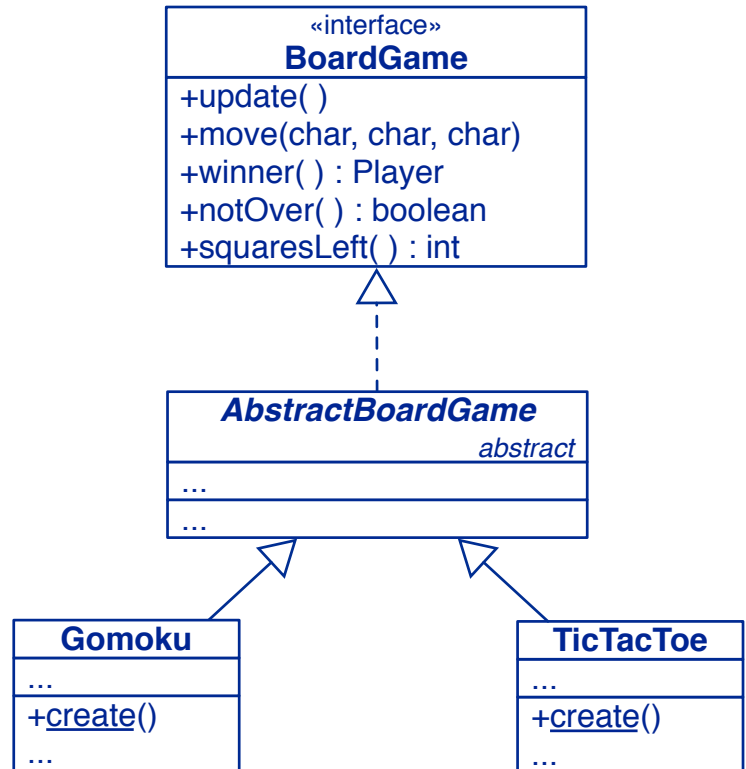 «interface»
BoardGame
+update( )
+move(char, char, char)
+winner( ) : Player
+notOver( ) : boolean
+squaresLeft( ) : int
AbstractBoardGame
abstract
...
...
Gomoku
...
+create()
...
TicTacToe
...
+create()
...